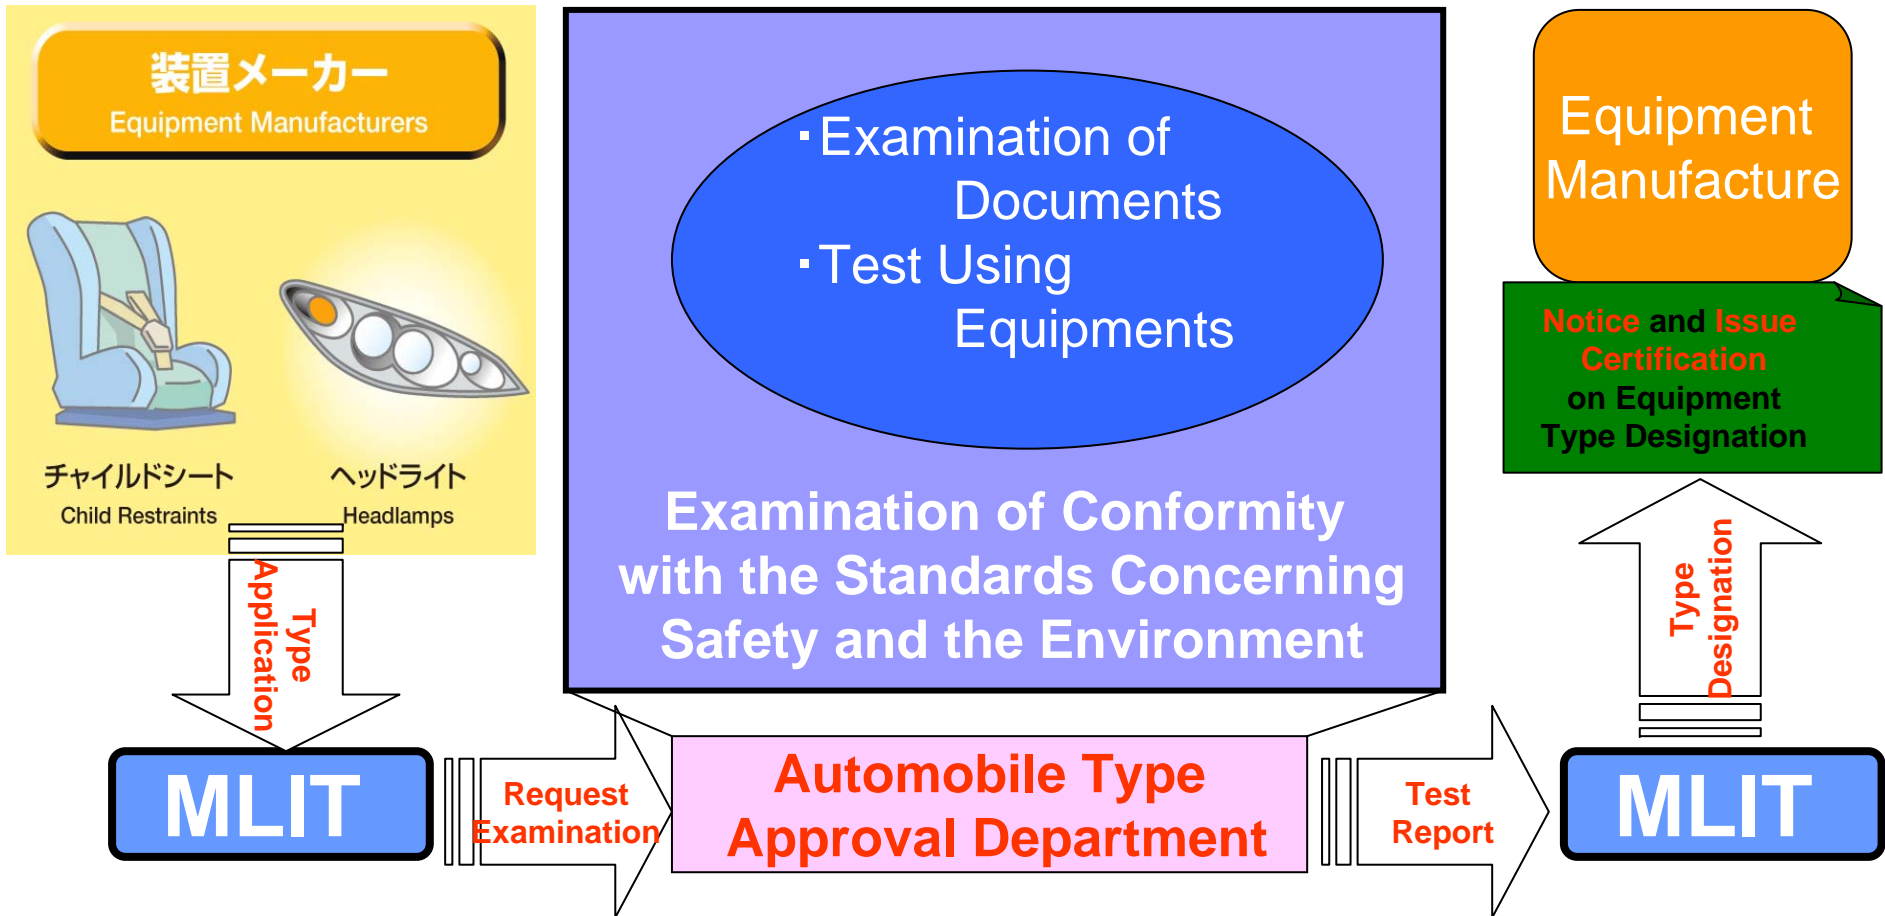 装置メーカー
Equipment Manufacturers
チャイルドシート
Child Restraints
ヘッドライト
Headlamps
Type
Application
MLIT
Request
Examination
・Examination of
Documents
・Test Using
Equipments
Examination of Conformity
with the Standards Concerning
Safety and the Environment
Automobile Type
Approval Department
Test
Report
MLIT
Type
Designation
Notice and Issue
Certification
on Equipment
Type Designation
Equipment
Manufacture